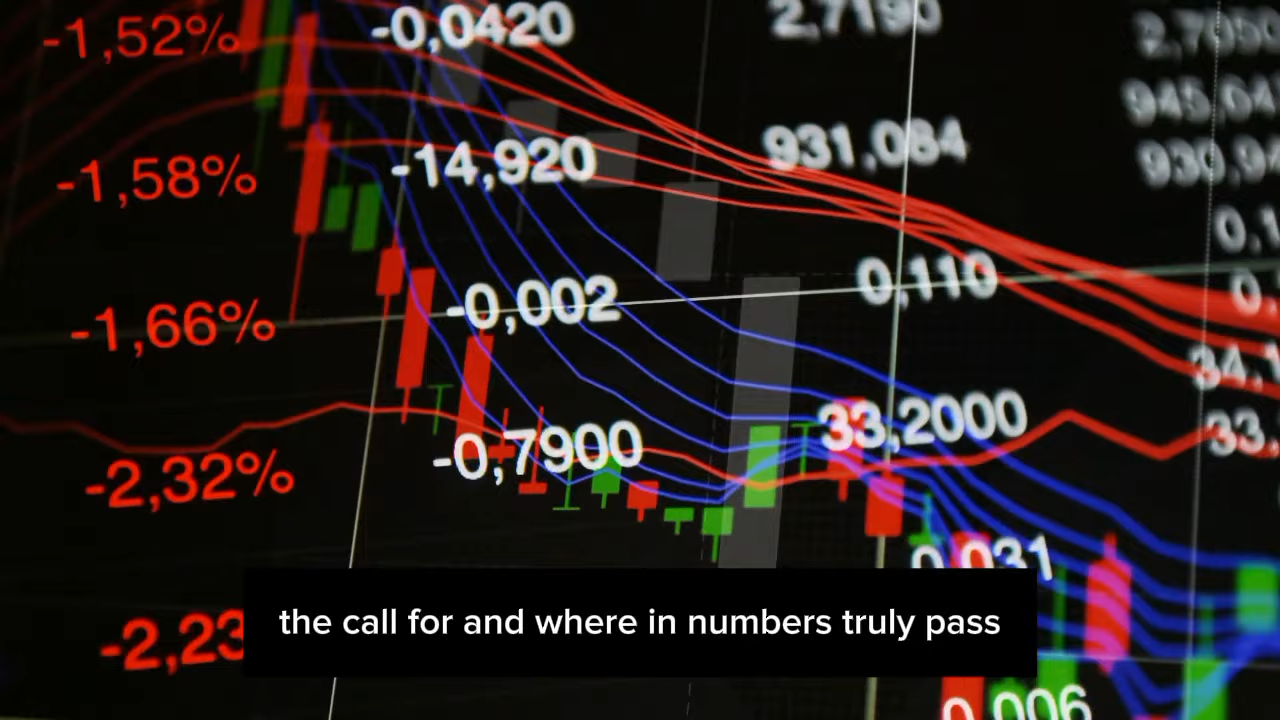 -1,52% -0,0420 2,7190
-1,58% -14,920 931,084
-1,66% -0,002 0,110
-2,32% -0,7900 33,2000
-2,23
0,031
0,006
the call for and where in numbers truly pass